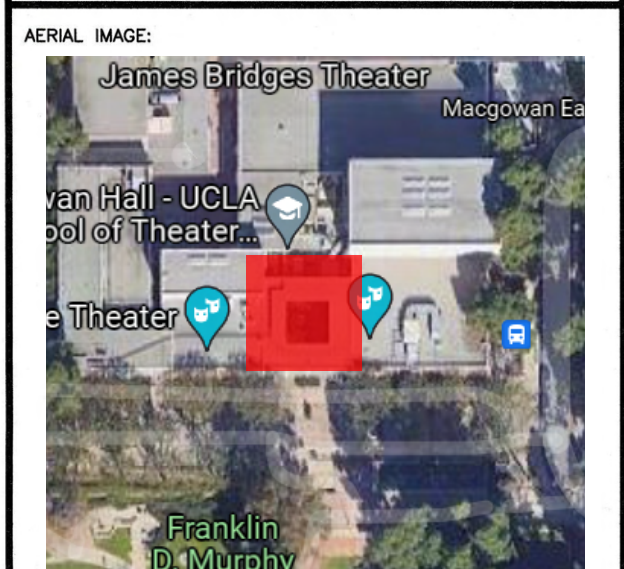 AERIAL IMAGE:
James Bridges Theater
Macgowan Ea
wan Hall - UCLA
ool of Theater...
e Theater
Franklin
D. Murphy